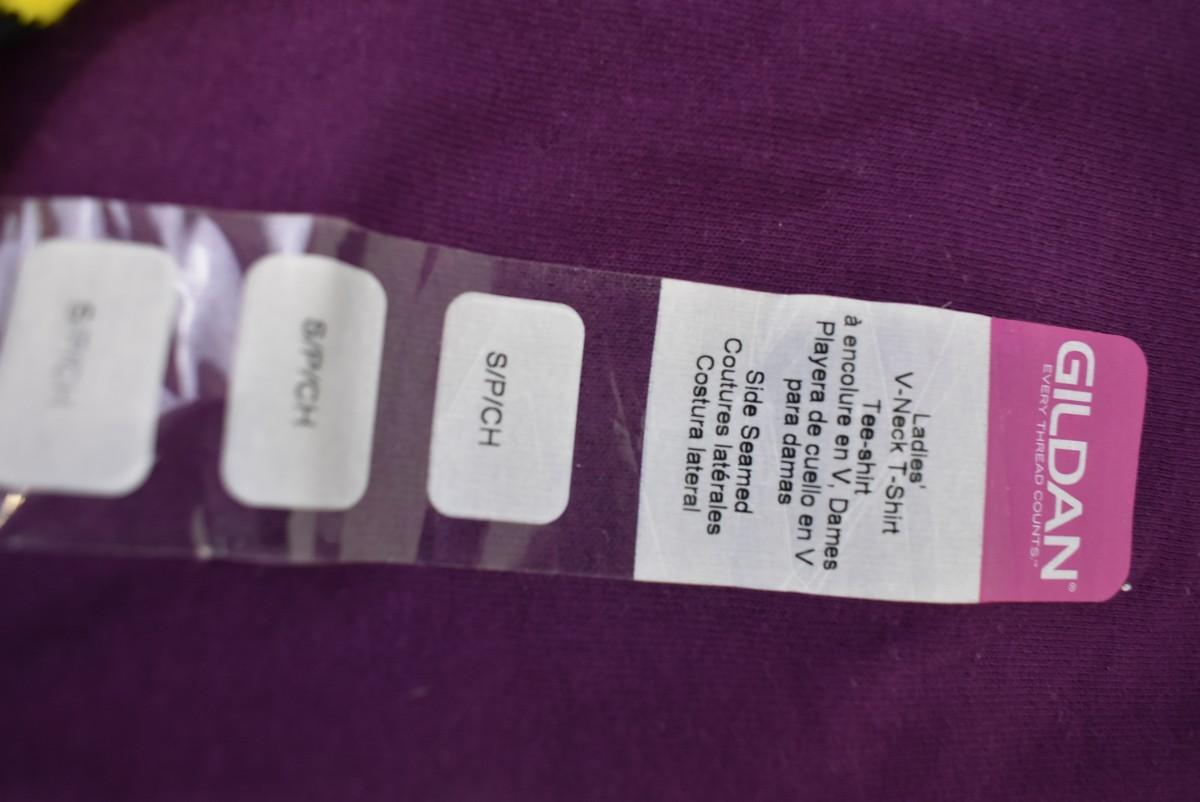 GILDAN®
EVERY THREAD COUNTS™
Ladies'
V-Neck T-Shirt
Tee-shirt
à encolure en V, Dames
Playera de cuello en V
para damas
Side Seamed
Coutures latérales
Costura lateral
S/P/CH
S/P/CH
S/P/CH